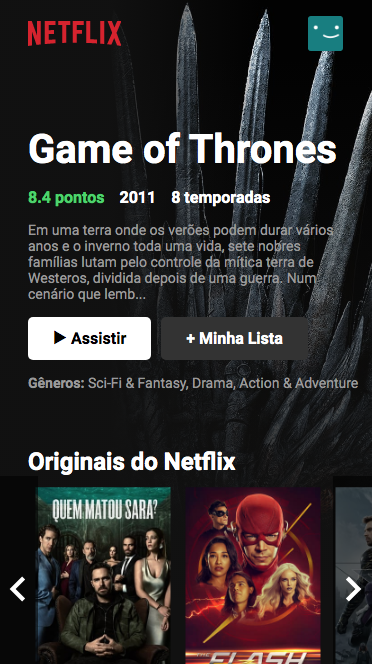 NETFLIX
Game of Thrones
8.4 pontos 2011 8 temporadas
Em uma terra onde os verões podem durar vários
anos e o inverno toda uma vida, sete nobres
famílias lutam pelo controle da mítica terra de
Westeros, dividida depois de uma guerra. Num
cenário que lemb...
▶ Assistir
+ Minha Lista
Gêneros: Sci-Fi & Fantasy, Drama, Action & Adventure
Originais do Netflix
QUEM MATOU SARA?
THE FLASH